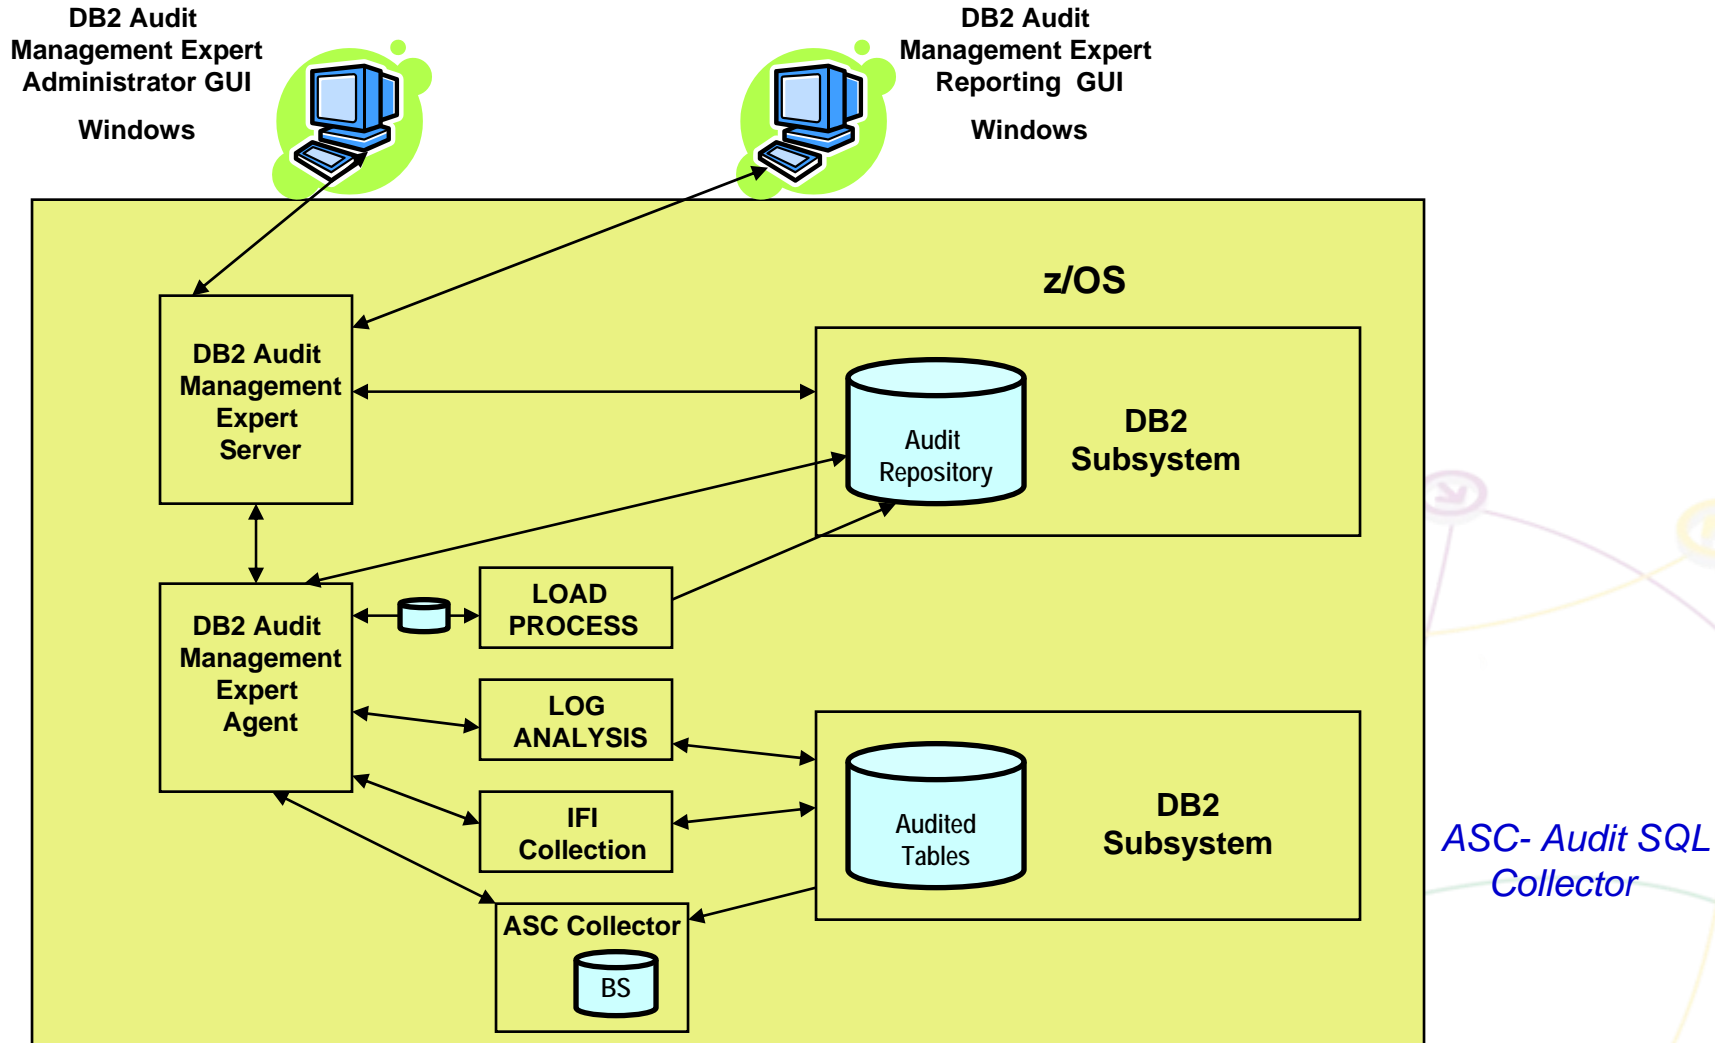 DB2 Audit
Management Expert
Administrator GUI
Windows
DB2 Audit
Management Expert
Reporting GUI
Windows
z/OS
DB2 Audit
Management
Expert
Server
Audit
Repository
DB2
Subsystem
DB2 Audit
Management
Expert
Agent
LOAD
PROCESS
LOG
ANALYSIS
IFI
Collection
ASC Collector
BS
Audited
Tables
DB2
Subsystem
ASC- Audit SQL
Collector